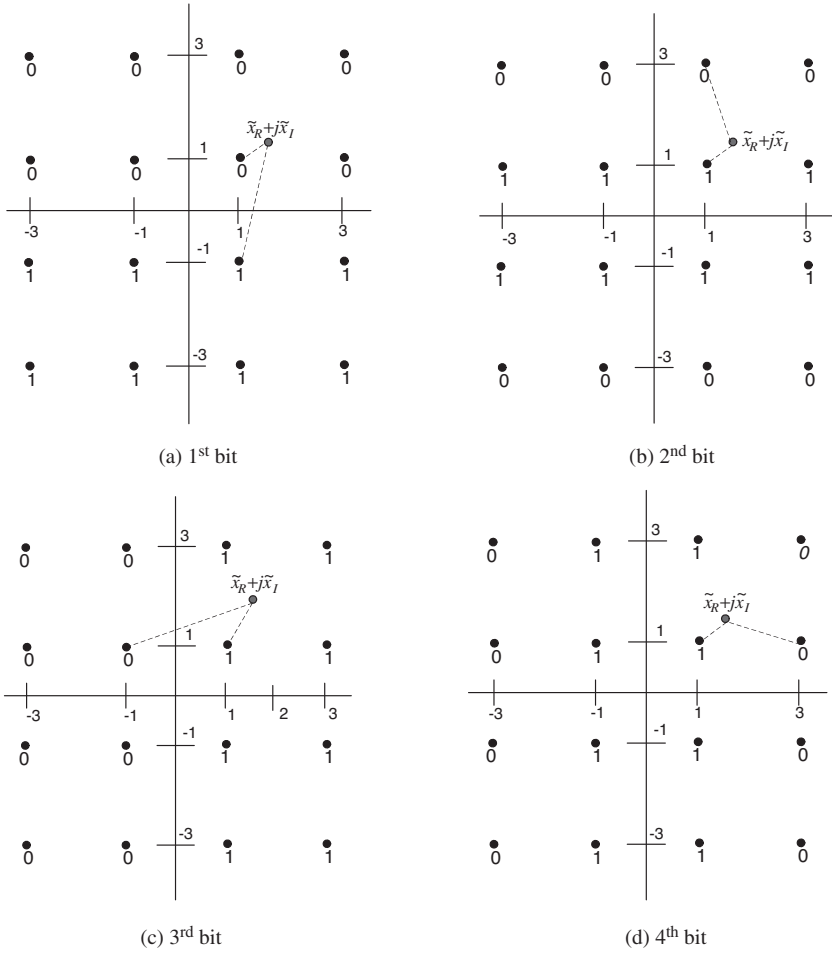 3
0 0 0 0
x̃_R+jx̃_I
1
0 0 0 0
-3 -1 1 3
-1
1 1 1 1
-3
1 1 1 1
(a) 1st bit
3
0 0 0 0
x̃_R+jx̃_I
1
1 1 1 1
-3 -1 1 3
-1
1 1 1 1
-3
0 0 0 0
(b) 2nd bit
3
0 0 1 1
x̃_R+jx̃_I
1
0 0 1 1
-3 -1 1 2 3
-1
0 0 1 1
-3
0 0 1 1
(c) 3rd bit
3
0 1 1 0
x̃_R+jx̃_I
1
0 1 1 0
-3 -1 1 3
-1
0 1 1 0
-3
0 1 1 0
(d) 4th bit